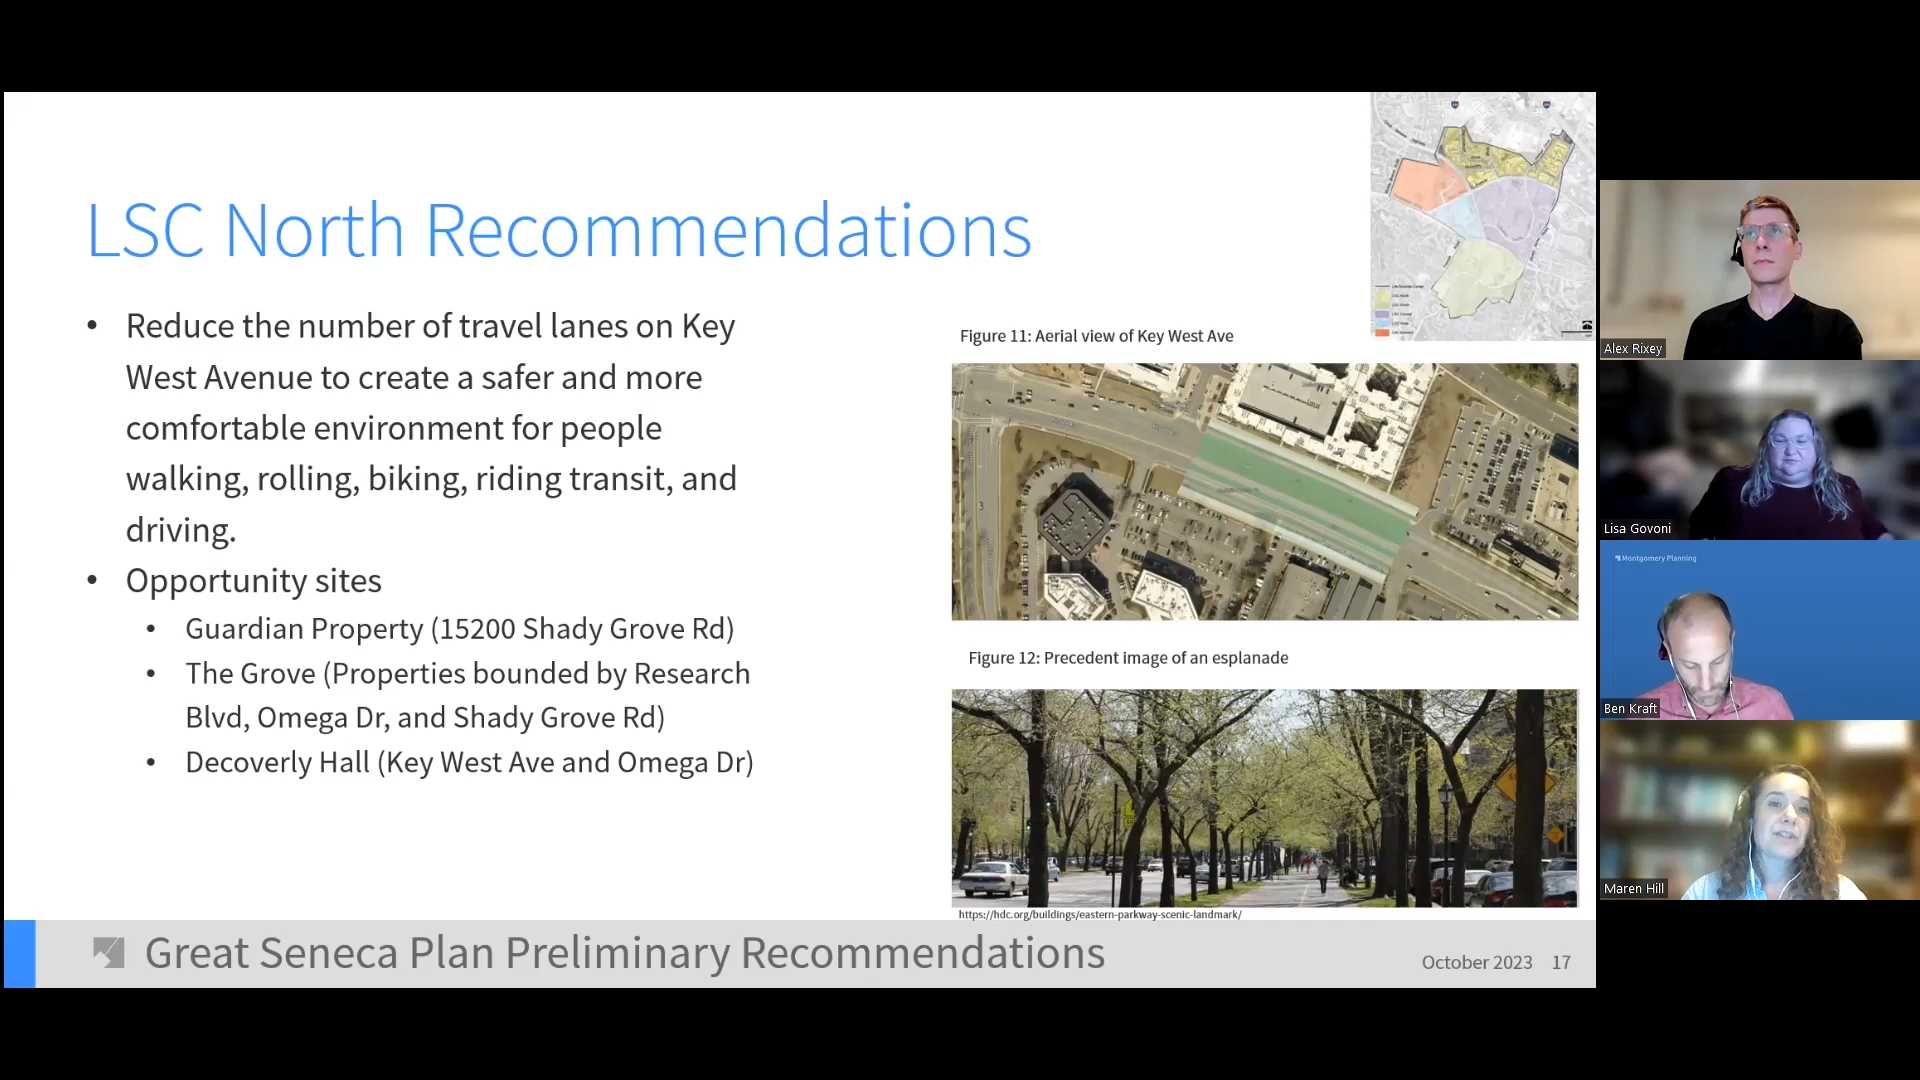 LSC North Recommendations
• Reduce the number of travel lanes on Key
West Avenue to create a safer and more
comfortable environment for people
walking, rolling, biking, riding transit, and
driving.
• Opportunity sites
• Guardian Property (15200 Shady Grove Rd)
• The Grove (Properties bounded by Research
Blvd, Omega Dr, and Shady Grove Rd)
• Decoverly Hall (Key West Ave and Omega Dr)
Figure 11: Aerial view of Key West Ave
Figure 12: Precedent image of an esplanade
https://hdc.org/buildings/eastern-parkway-scenic-landmark/
Great Seneca Plan Preliminary Recommendations
October 2023 17
Alex Rixey
Lisa Govoni
Montgomery Planning
Ben Kraft
Maren Hill